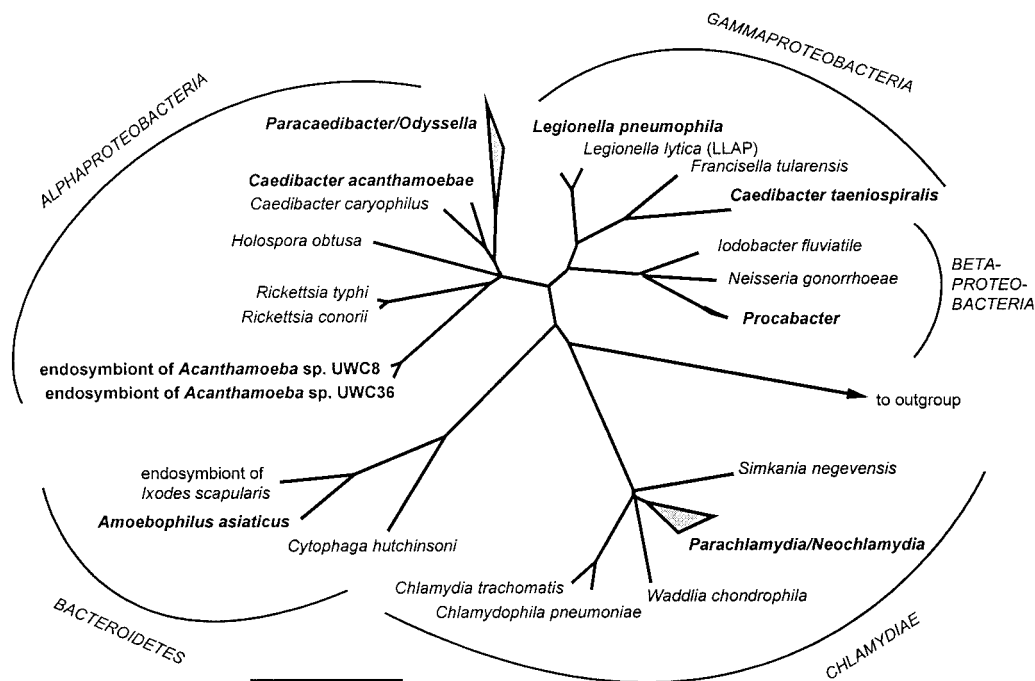 GAMMAPROTEOBACTERIA
ALPHAPROTEOBACTERIA
Paracaedibacter/Odyssella
Legionella pneumophila
Legionella lytica (LLAP)
Francisella tularensis
Caedibacter acanthamoebae
Caedibacter caryophilus
Caedibacter taeniospiralis
Holospora obtusa
Iodobacter fluviatile
Neisseria gonorrhoeae
BETA-
PROTEO-
BACTERIA
Rickettsia typhi
Rickettsia conorii
Procabacter
endosymbiont of Acanthamoeba sp. UWC8
endosymbiont of Acanthamoeba sp. UWC36
to outgroup
endosymbiont of
Ixodes scapularis
Amoebophilus asiaticus
Cytophaga hutchinsoni
Simkania negevensis
Parachlamydia/Neochlamydia
Chlamydia trachomatis
Chlamydophila pneumoniae
Waddlia chondrophila
BACTEROIDETES
CHLAMYDIAE